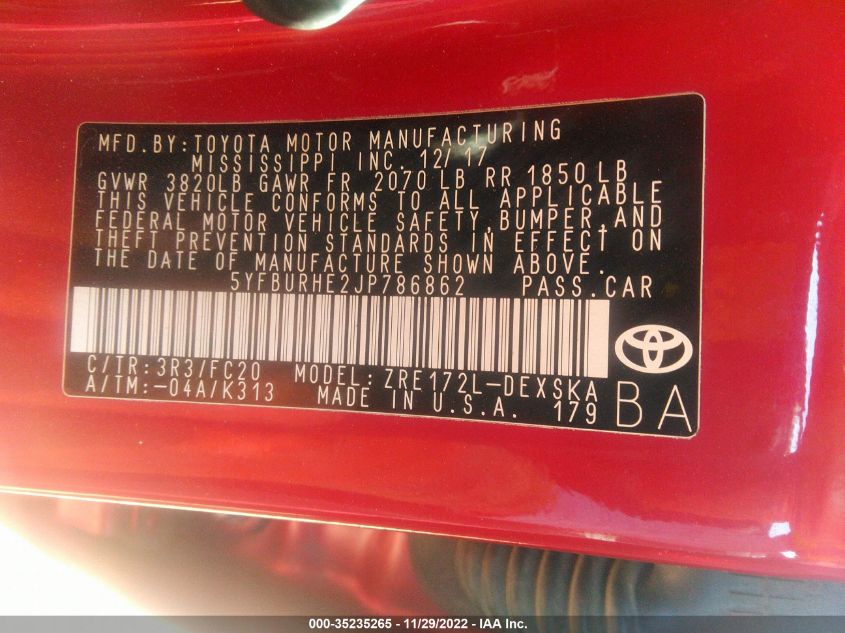 MFD.BY:TOYOTA MOTOR MANUFACTURING
MISSISSIPPI INC. 12/17
GVWR 3820LB GAWR FR 2070 LB RR 1850 LB
THIS VEHICLE CONFORMS TO ALL APPLICABLE
FEDERAL MOTOR VEHICLE SAFETY,BUMPER,AND
THEFT PREVENTION STANDARDS IN EFFECT ON
THE DATE OF MANUFACTURE SHOWN ABOVE.
5YFBURHE2JP786862 PASS.CAR
C/TR:3R3/FC20 MODEL:ZRE172L-DEXSKA
A/TM:-04A/K313 MADE IN U.S.A. 179 BA
000-35235265 - 11/29/2022 - © IAA, Inc.